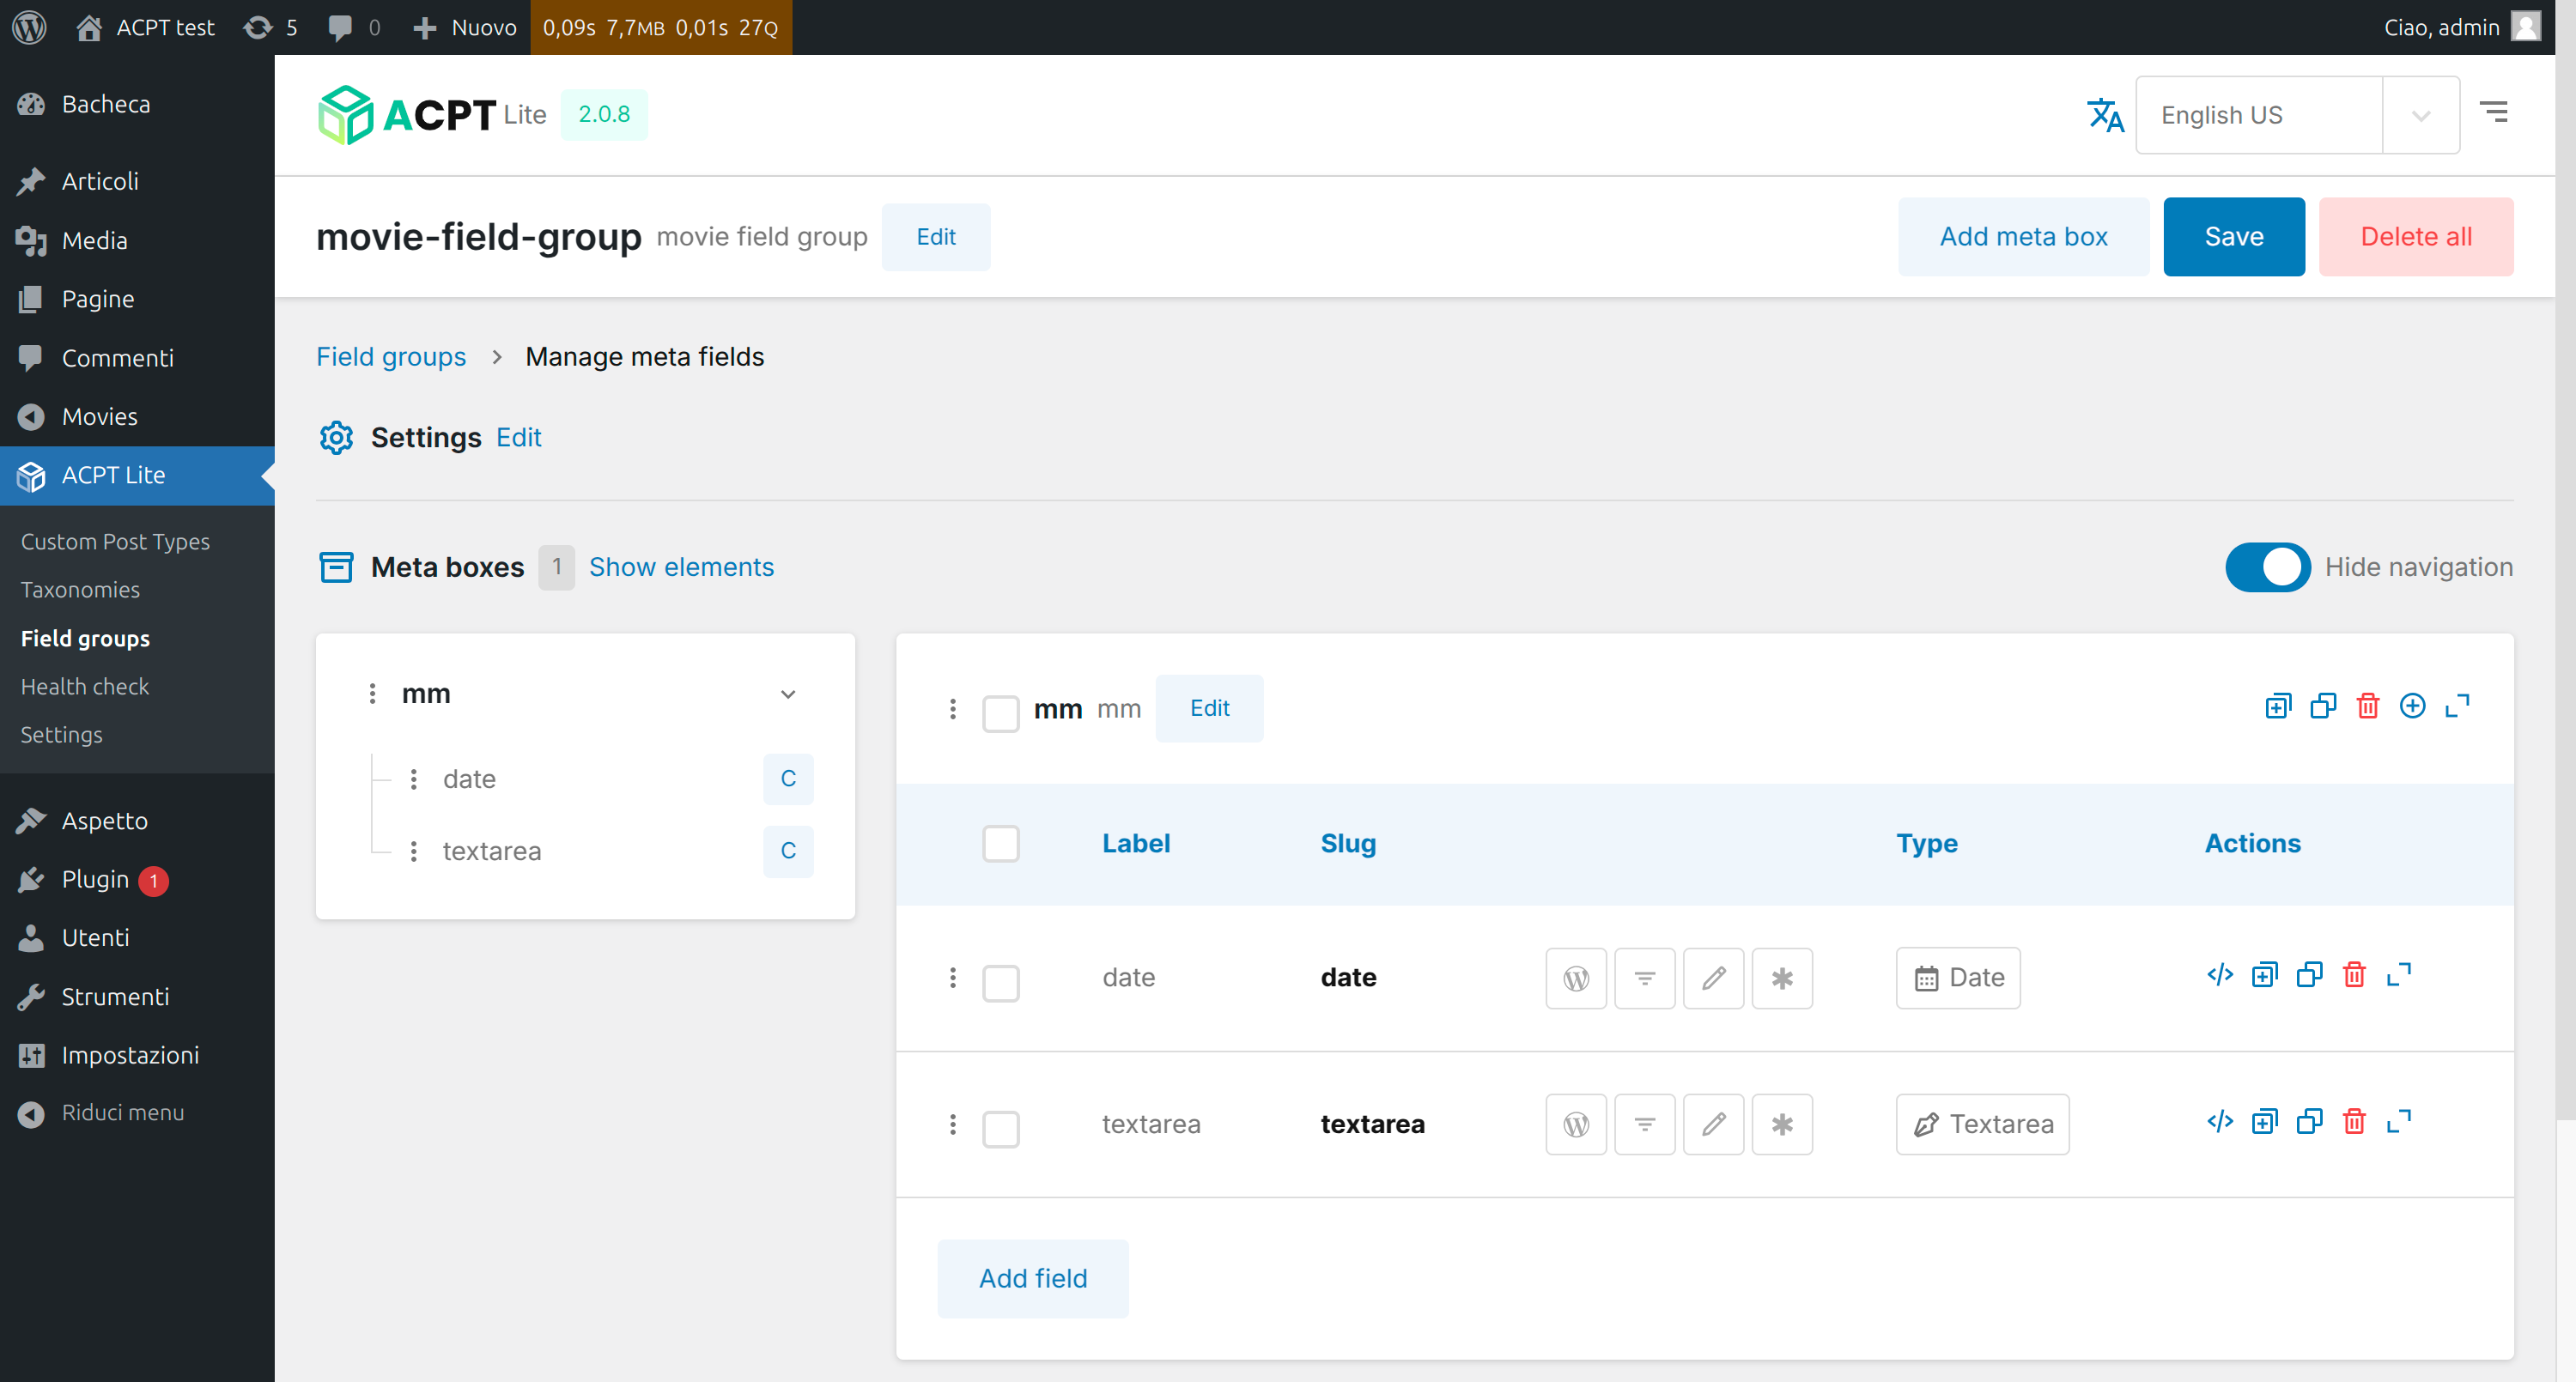 ACPT test 5 0 Nuovo 0,09s 7,7MB 0,01s 27Q Ciao, admin
Bacheca
Articoli
Media
Pagine
Commenti
Movies
ACPT Lite
Custom Post Types
Taxonomies
Field groups
Health check
Settings
Aspetto
Plugin 1
Utenti
Strumenti
Impostazioni
Riduci menu
ACPT Lite 2.0.8 English US
movie-field-group movie field group Edit Add meta box Save Delete all
Field groups > Manage meta fields
Settings Edit
Meta boxes 1 Show elements Hide navigation
mm
date C
textarea C
mm mm Edit
Label Slug Type Actions
date date Date
textarea textarea Textarea
Add field